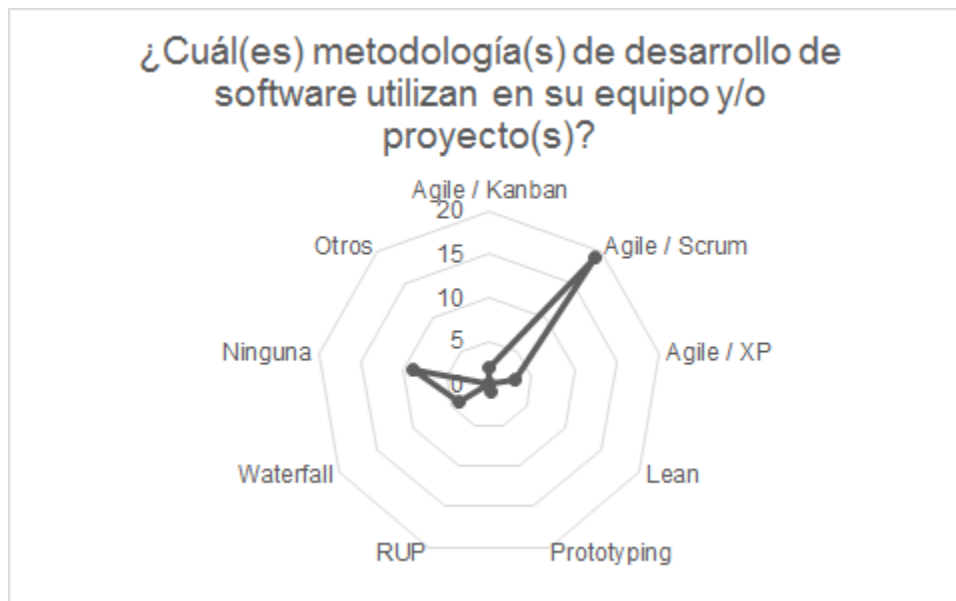 ¿Cuál(es) metodología(s) de desarrollo de
software utilizan en su equipo y/o
proyecto(s)?
Agile / Kanban
20
Otros
Agile / Scrum
15
10
5
Ninguna
Agile / XP
0
Waterfall
Lean
RUP
Prototyping